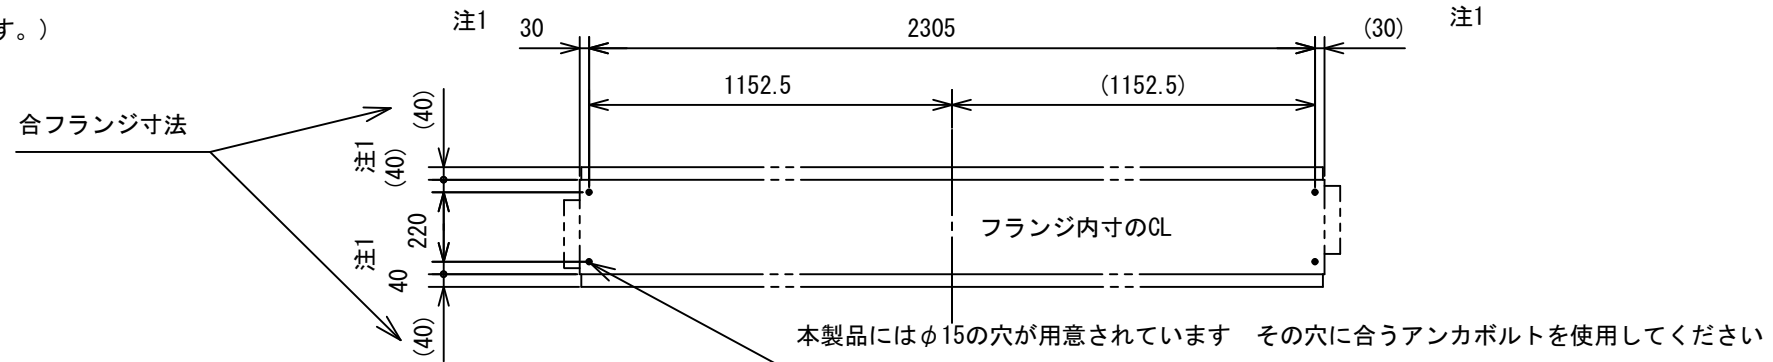 す。)
注1
30
2305
(30)
注1
1152.5
(1152.5)
合フランジ寸法
(40)
注1
(40)
220
注1
40
(40)
フランジ内寸のCL
本製品にはφ15の穴が用意されています　その穴に合うアンカボルトを使用してください